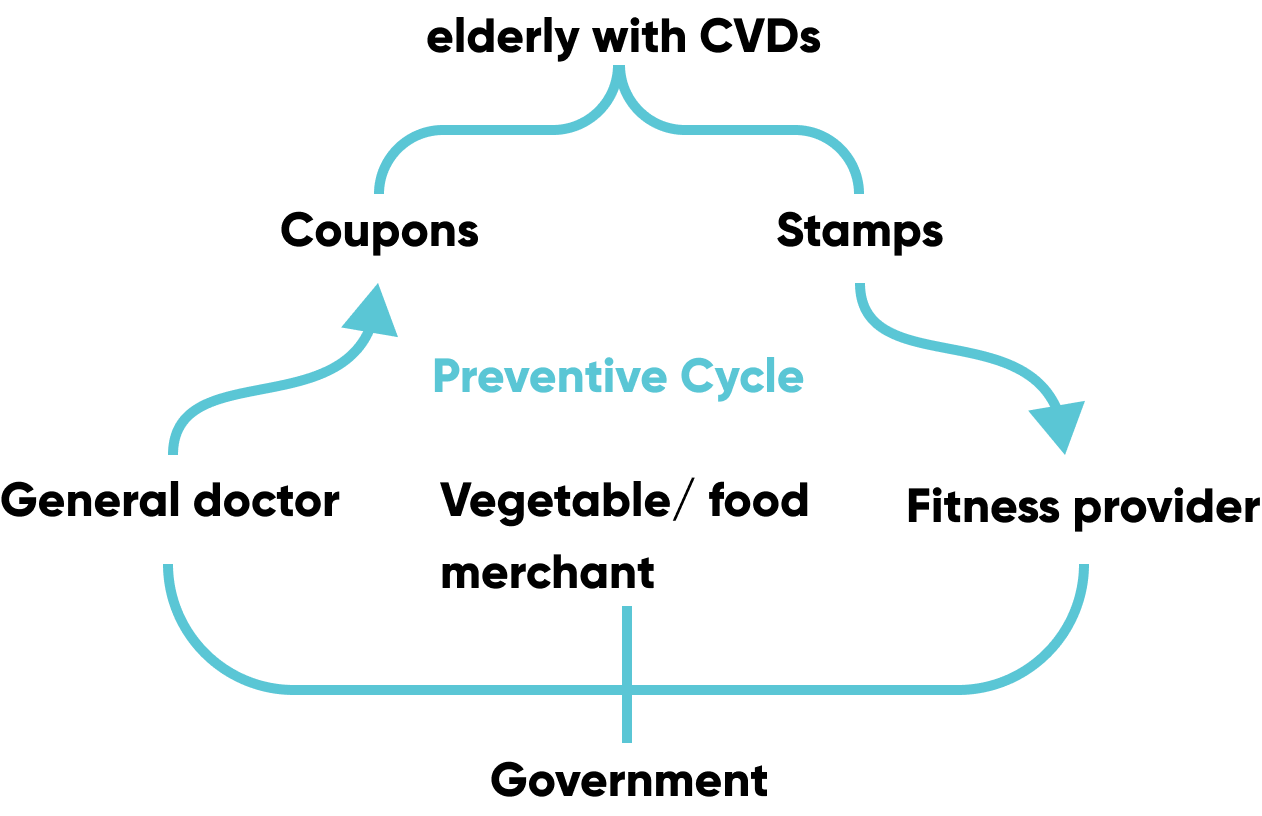 elderly with CVDs
Coupons
Stamps
Preventive Cycle
General doctor
Vegetable/ food
merchant
Fitness provider
Government